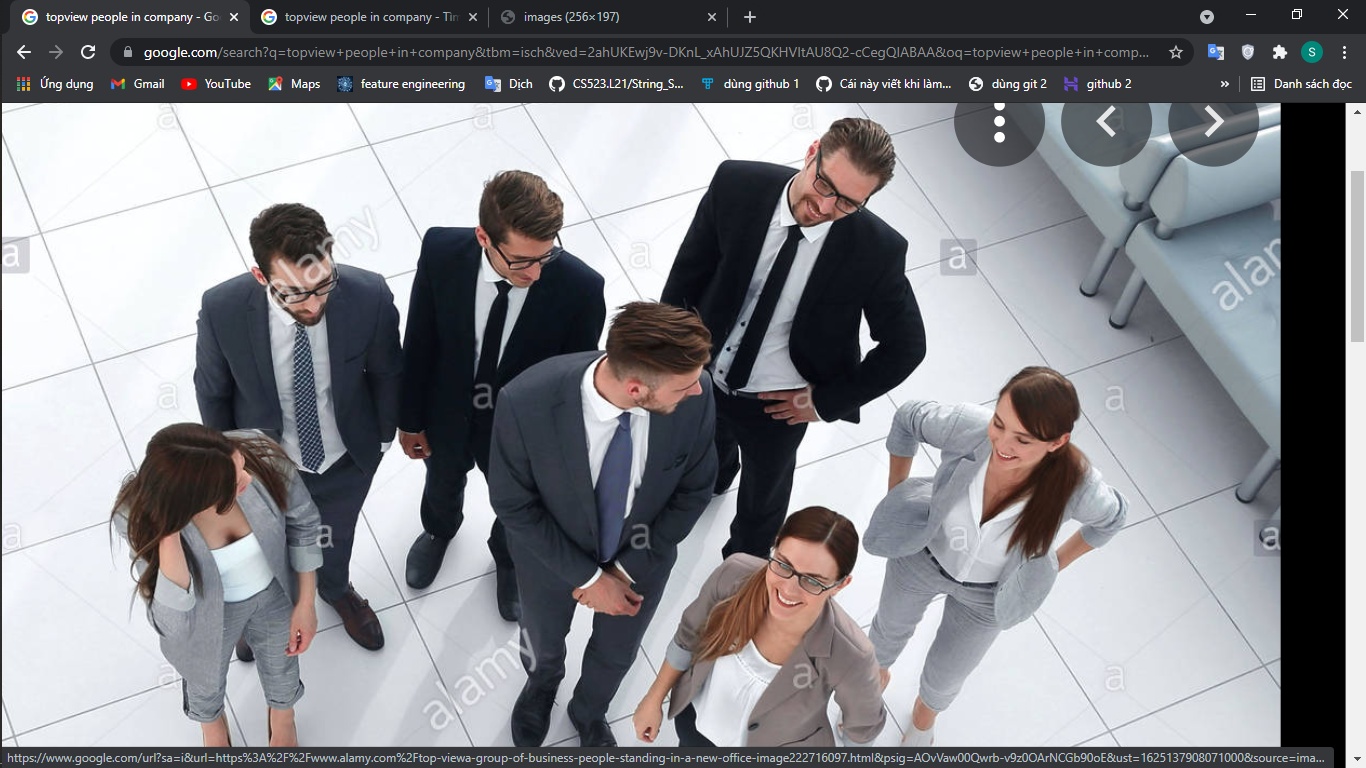 topview people in company - Go
topview people in company - Tim
images (256×197)
google.com/search?q=topview+people+in+company&tbm=isch&ved=2ahUKEwj9v-DKnL_xAhUJZ5QKHVItAU8Q2-cCegQIABAA&oq=topview+people+in+comp...
S
Ứng dụng
Gmail
YouTube
Maps
feature engineering
Dịch
CS523.L21/String_S...
dùng github 1
Cái này viết khi làm...
dùng git 2
github 2
»
Danh sách đọc
a a a
alamy
a a a
alamy
a a a a
a a a a a
alamy
a a a
https://www.google.com/url?sa=i&url=https%3A%2F%2Fwww.alamy.com%2Ftop-viewa-group-of-business-people-standing-in-a-new-office-image222716097.html&psig=AOvVaw00Qwrb-v9z0OArNCGb90oE&ust=1625137908071000&source=ima...